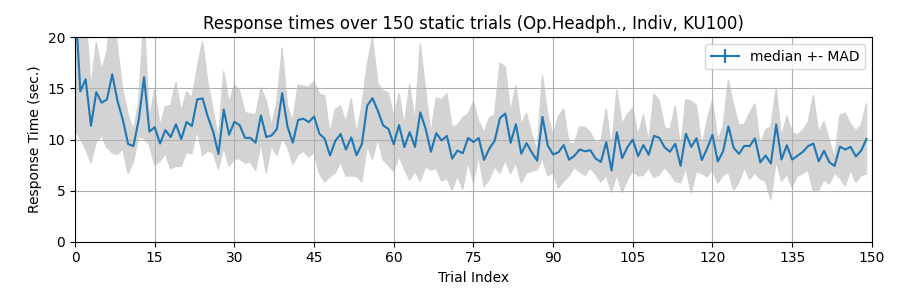 Response times over 150 static trials (Op.Headph., Indiv, KU100)
Response Time (sec.)
20
15
10
5
0
median +- MAD
0 15 30 45 60 75 90 105 120 135 150
Trial Index